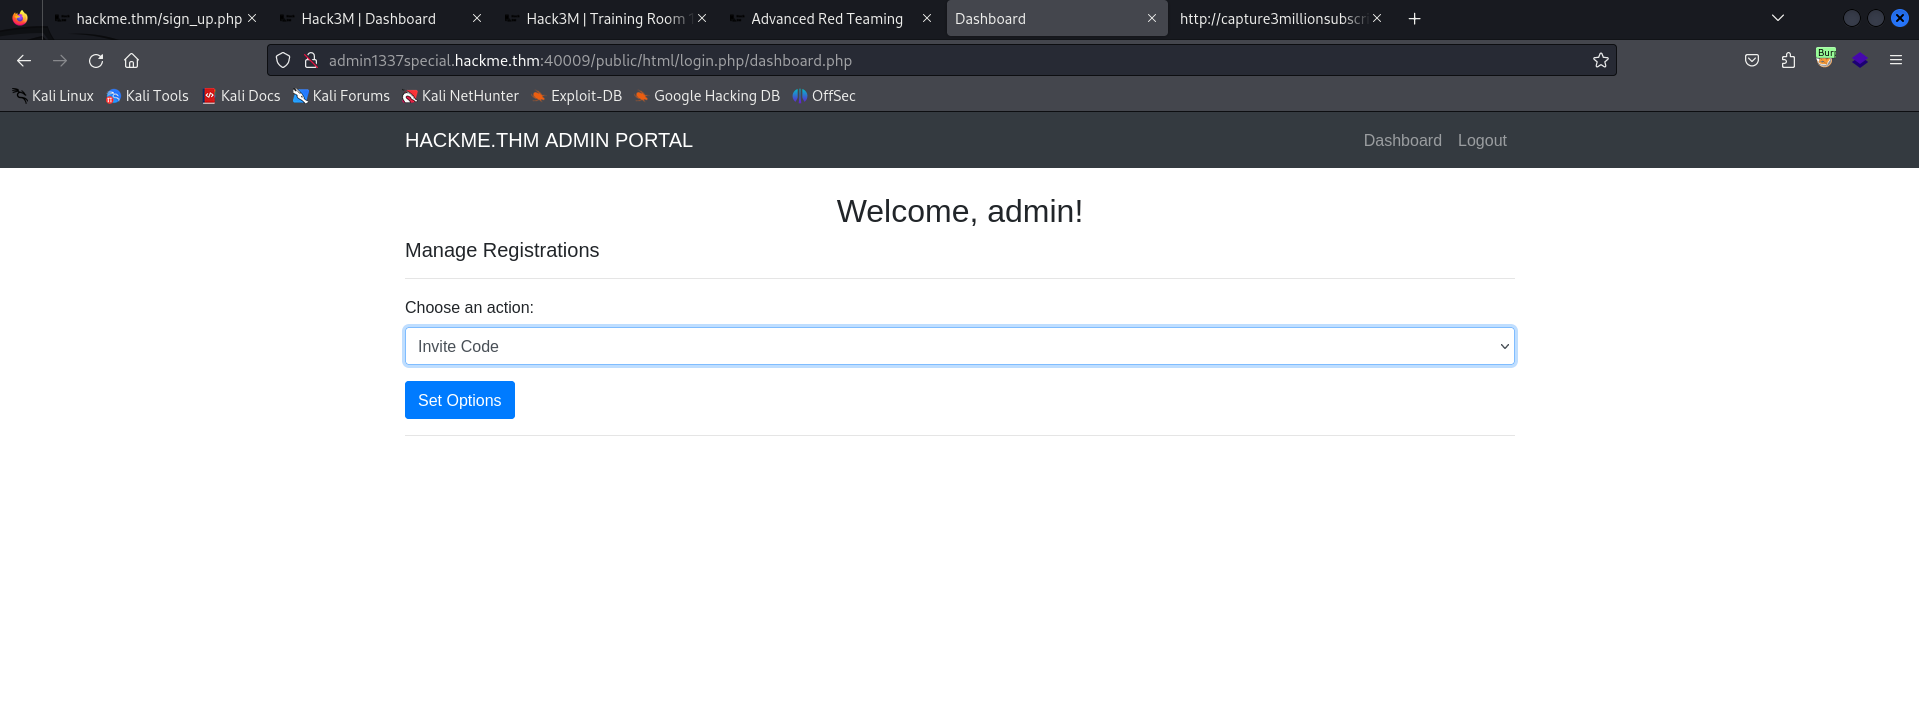 hackme.thm/sign_up.php
Hack3M | Dashboard
Hack3M | Training Room
Advanced Red Teaming
Dashboard
http://capture3millionsubscri
admin1337special.hackme.thm:40009/public/html/login.php/dashboard.php
Kali Linux
Kali Tools
Kali Docs
Kali Forums
Kali NetHunter
Exploit-DB
Google Hacking DB
OffSec
HACKME.THM ADMIN PORTAL
Dashboard
Logout
Welcome, admin!
Manage Registrations
Choose an action:
Invite Code
Set Options